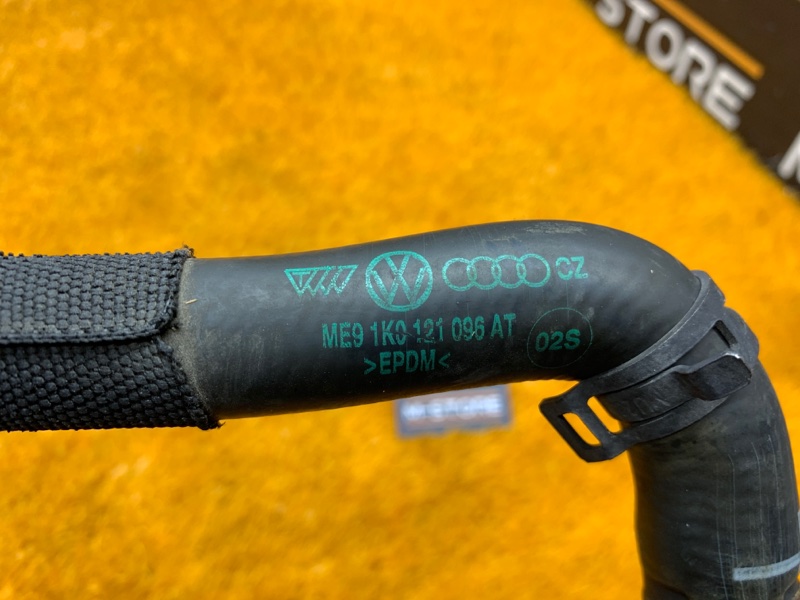 STORE
CZ
ME9 1K0 121 096 AT
02S
>EPDM<